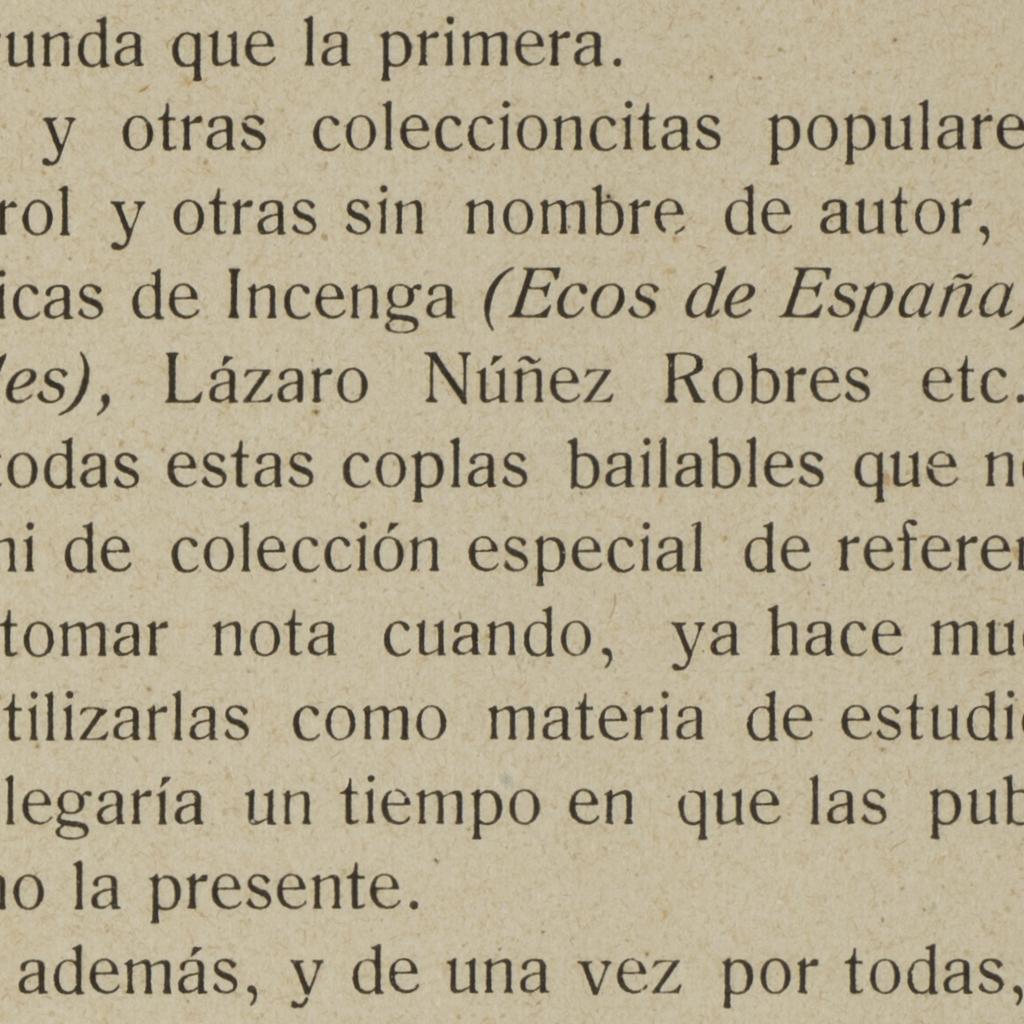 unda que la primera.
y otras coleccioncitas populare
rol y otras sin nombre de autor,
icas de Incenga (Ecos de España)
les), Lázaro Núñez Robres etc.
todas estas coplas bailables que n
ni de colección especial de referen
tomar nota cuando, ya hace mu
tilizarlas como materia de estudi
legaría un tiempo en que las pub
no la presente.
además, y de una vez por todas,